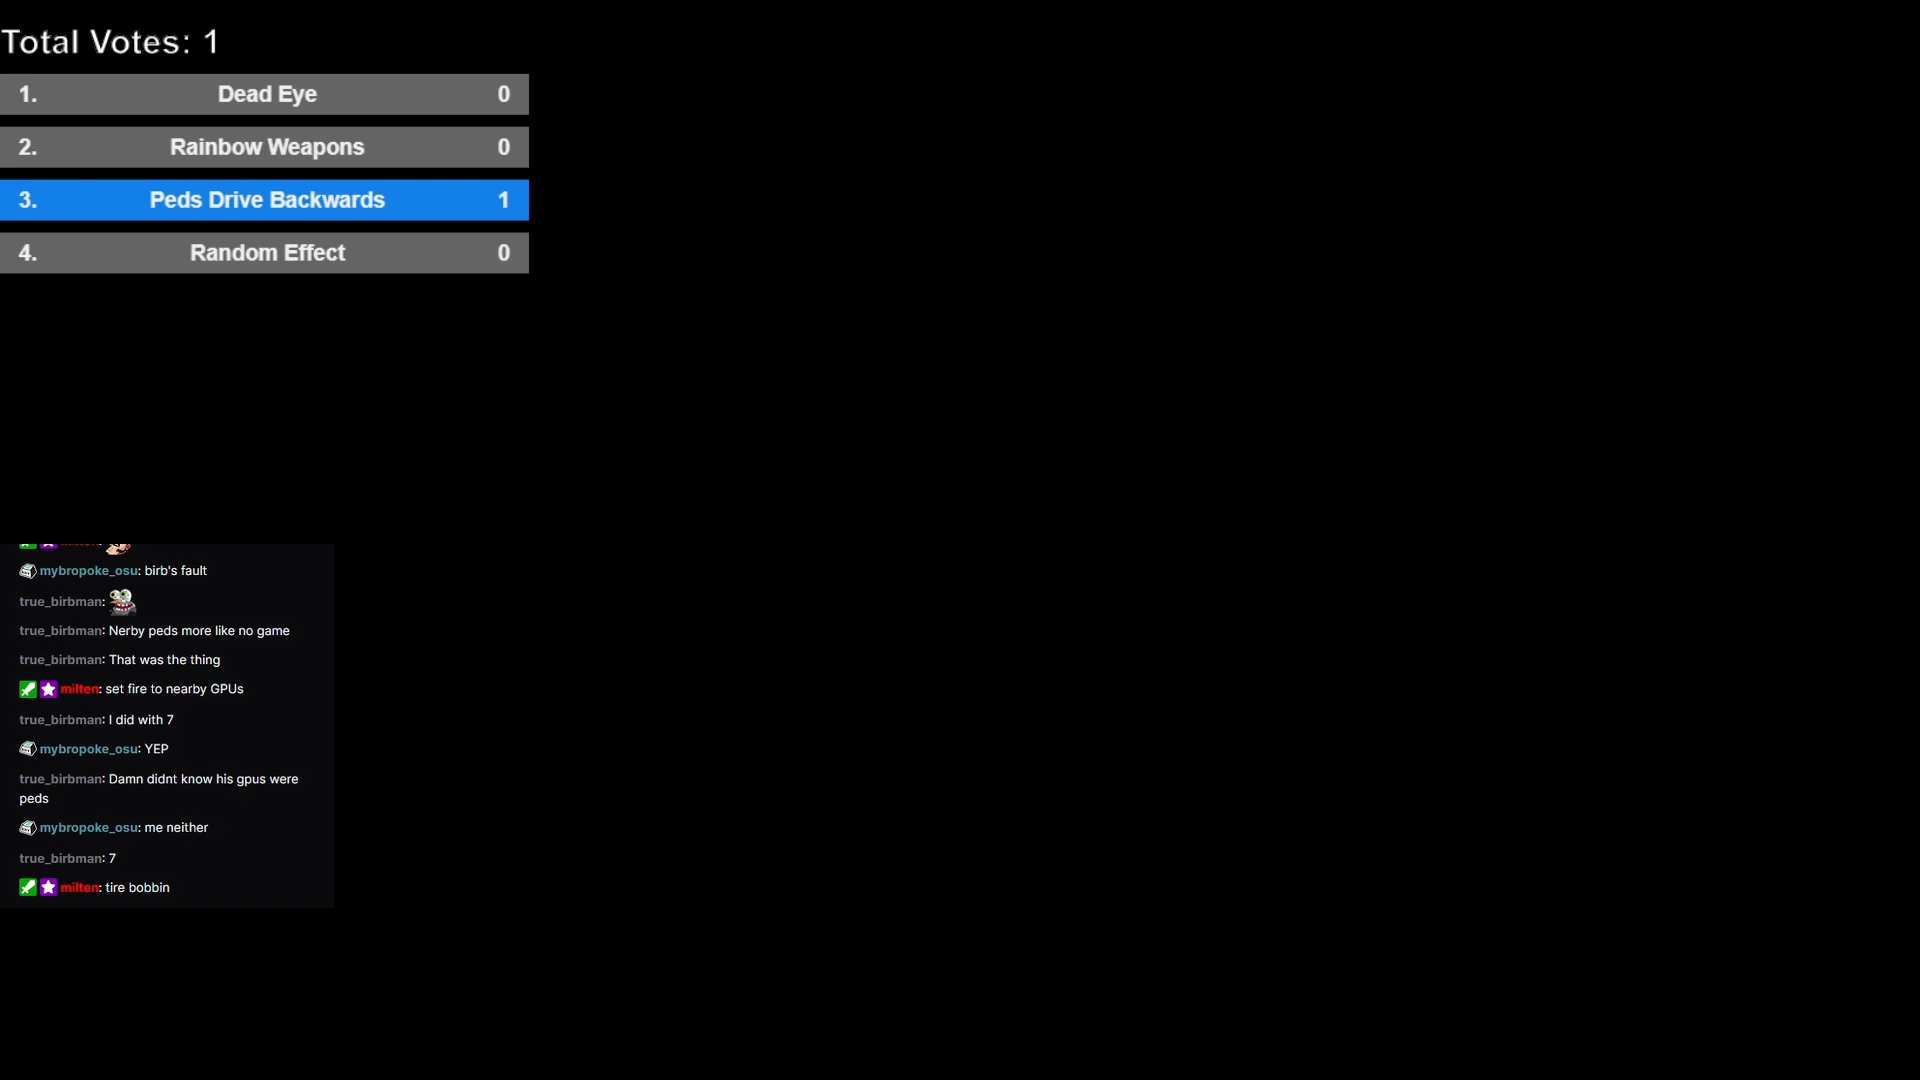 Total Votes: 1
1. Dead Eye 0
2. Rainbow Weapons 0
3. Peds Drive Backwards 1
4. Random Effect 0
mybropoke_osu: birb's fault
true_birbman:
true_birbman: Nerby peds more like no game
true_birbman: That was the thing
milten: set fire to nearby GPUs
true_birbman: I did with 7
mybropoke_osu: YEP
true_birbman: Damn didnt know his gpus were
peds
mybropoke_osu: me neither
true_birbman: 7
milten: tire bobbin